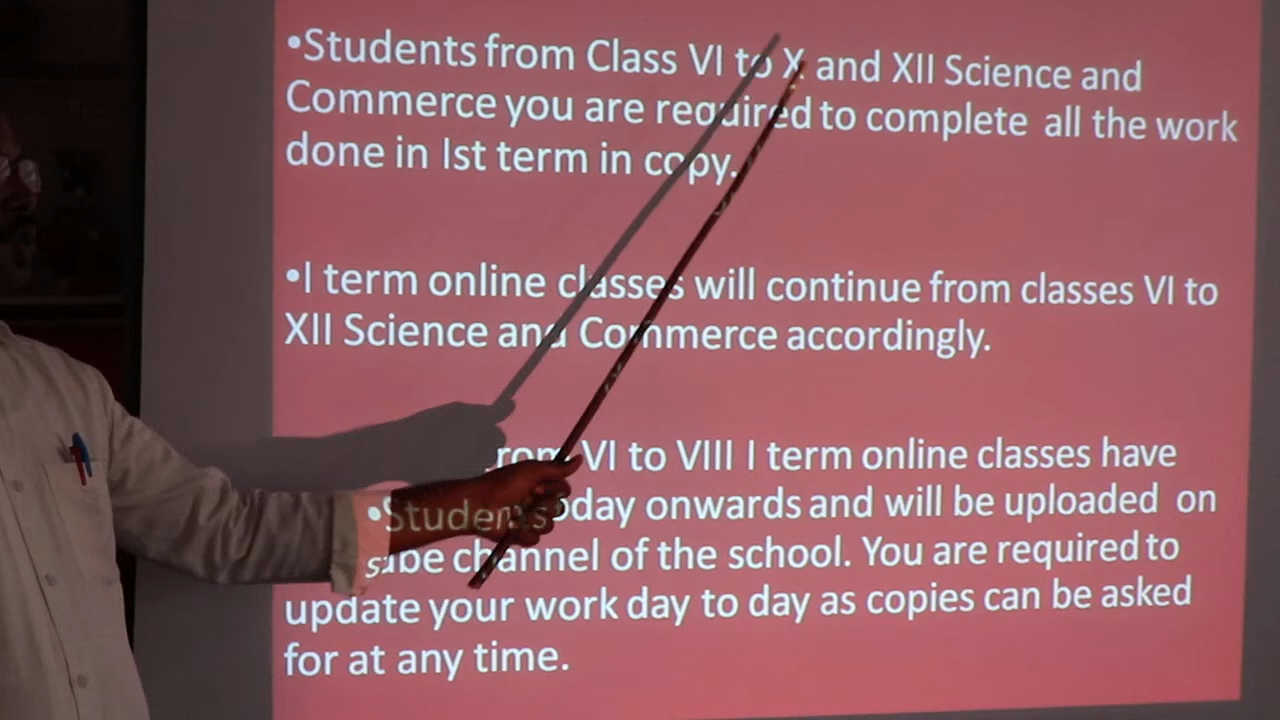 •Students from Class VI to X and XII Science and
Commerce you are required to complete all the work
done in Ist term in copy.
•I term online classes will continue from classes VI to
XII Science and Commerce accordingly.
•Students from VI to VIII I term online classes have
today onwards and will be uploaded on
channel of the school. You are required to
update your work day to day as copies can be asked
for at any time.